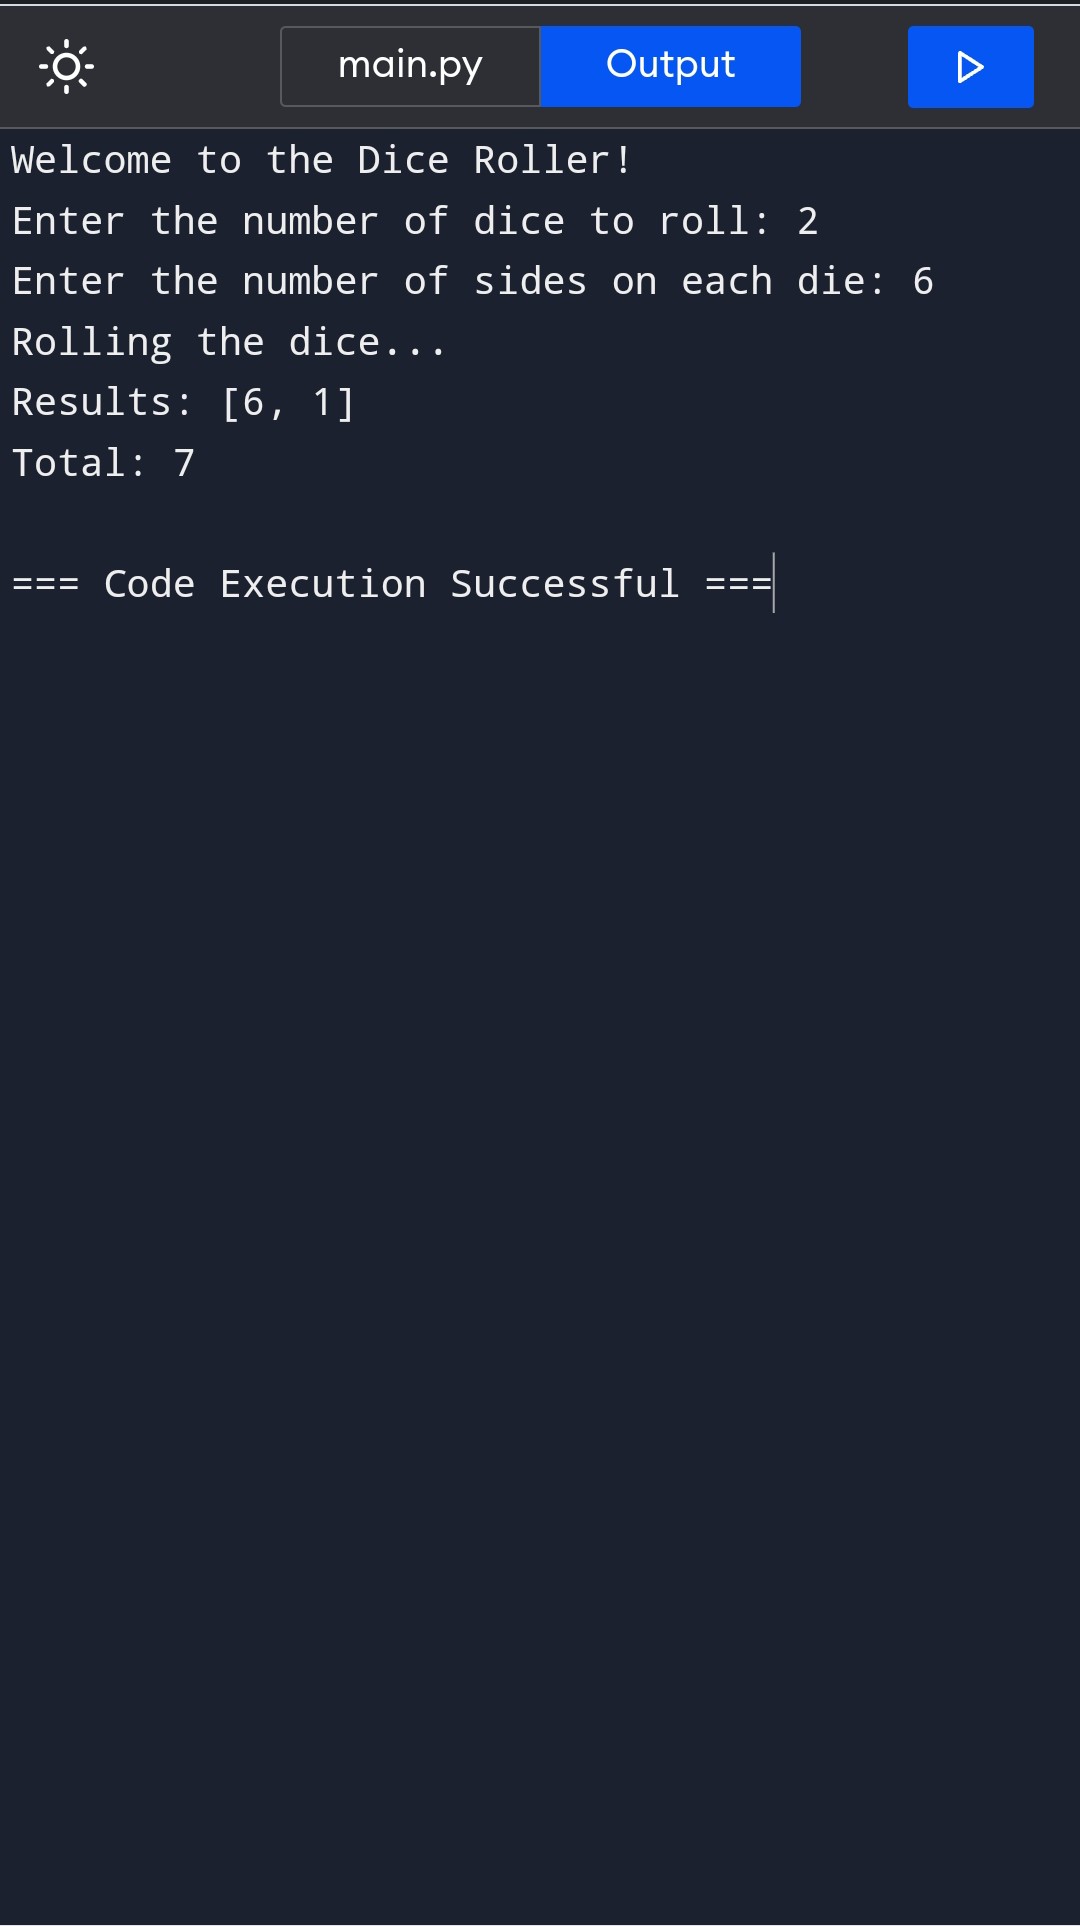 main.py Output
Welcome to the Dice Roller!
Enter the number of dice to roll: 2
Enter the number of sides on each die: 6
Rolling the dice...
Results: [6, 1]
Total: 7
=== Code Execution Successful ===